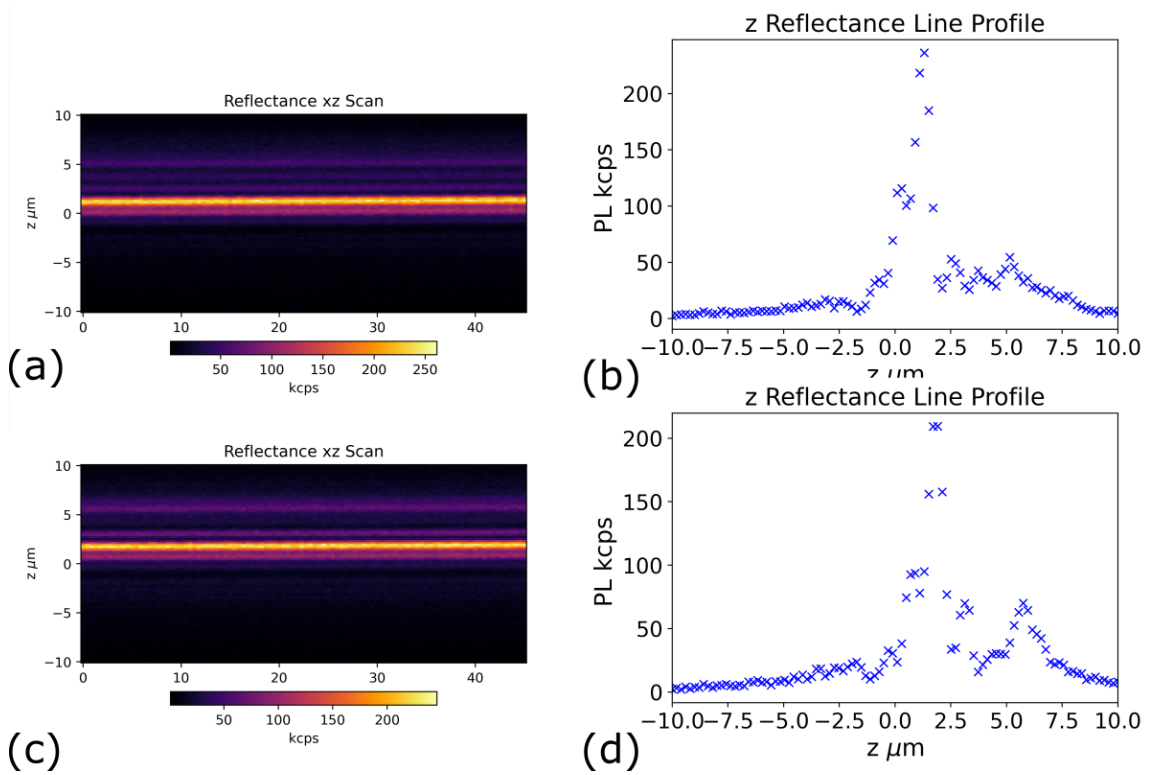 Reflectance xz Scan
10
5
0
−5
−10
z μm
0 10 20 30 40
50 100 150 200 250
kcps
(a)
z Reflectance Line Profile
200
150
100
50
0
PL kcps
−10.0 −7.5 −5.0 −2.5 0.0 2.5 5.0 7.5 10.0
z μm
(b)
Reflectance xz Scan
10
5
0
−5
−10
z μm
0 10 20 30 40
50 100 150 200
kcps
(c)
z Reflectance Line Profile
200
150
100
50
0
PL kcps
−10.0 −7.5 −5.0 −2.5 0.0 2.5 5.0 7.5 10.0
z μm
(d)